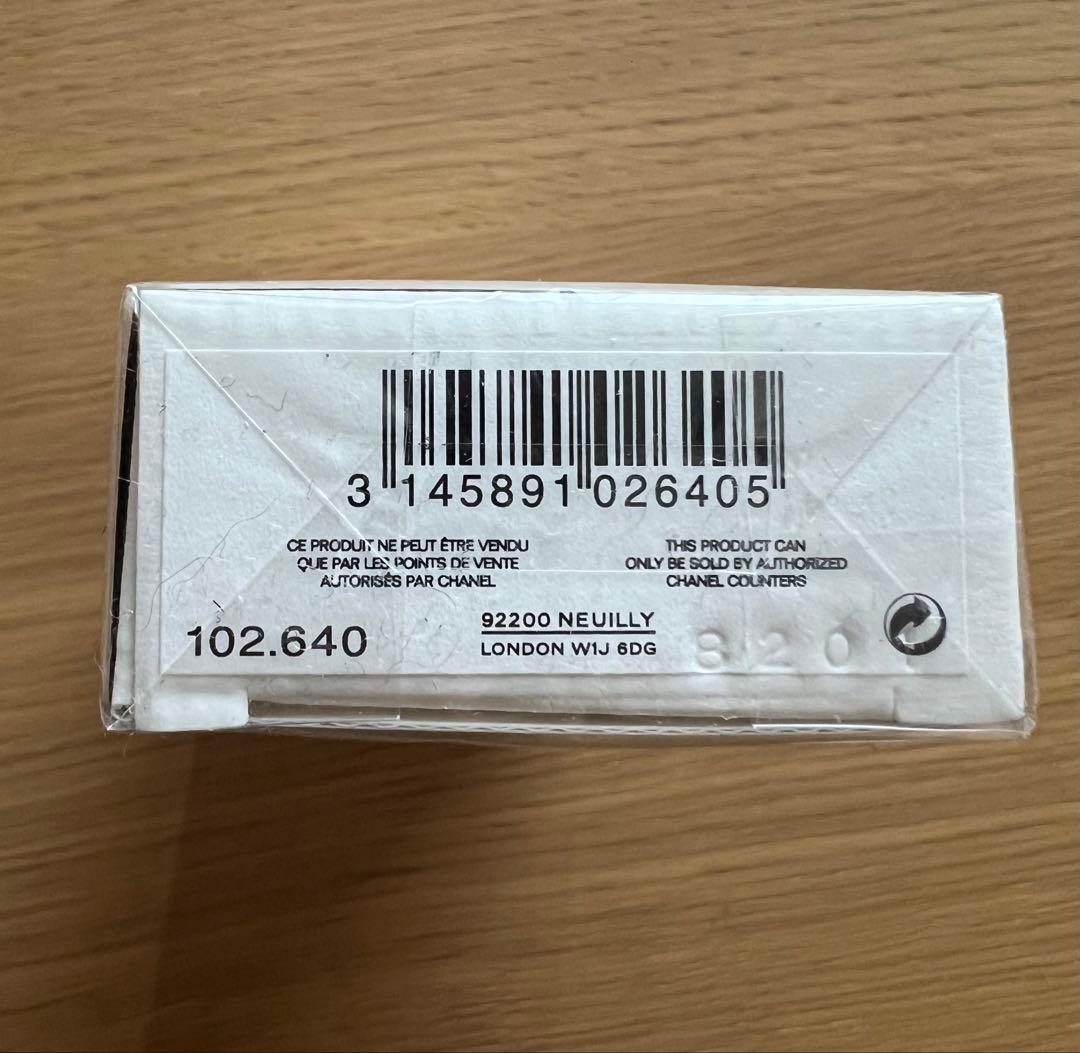 3 145891 026405
CE PRODUIT NE PEUT ÊTRE VENDU
QUE PAR LES POINTS DE VENTE
AUTORISÉS PAR CHANEL
THIS PRODUCT CAN
ONLY BE SOLD BY AUTHORIZED
CHANEL COUNTERS
102.640
92200 NEUILLY
LONDON W1J 6DG